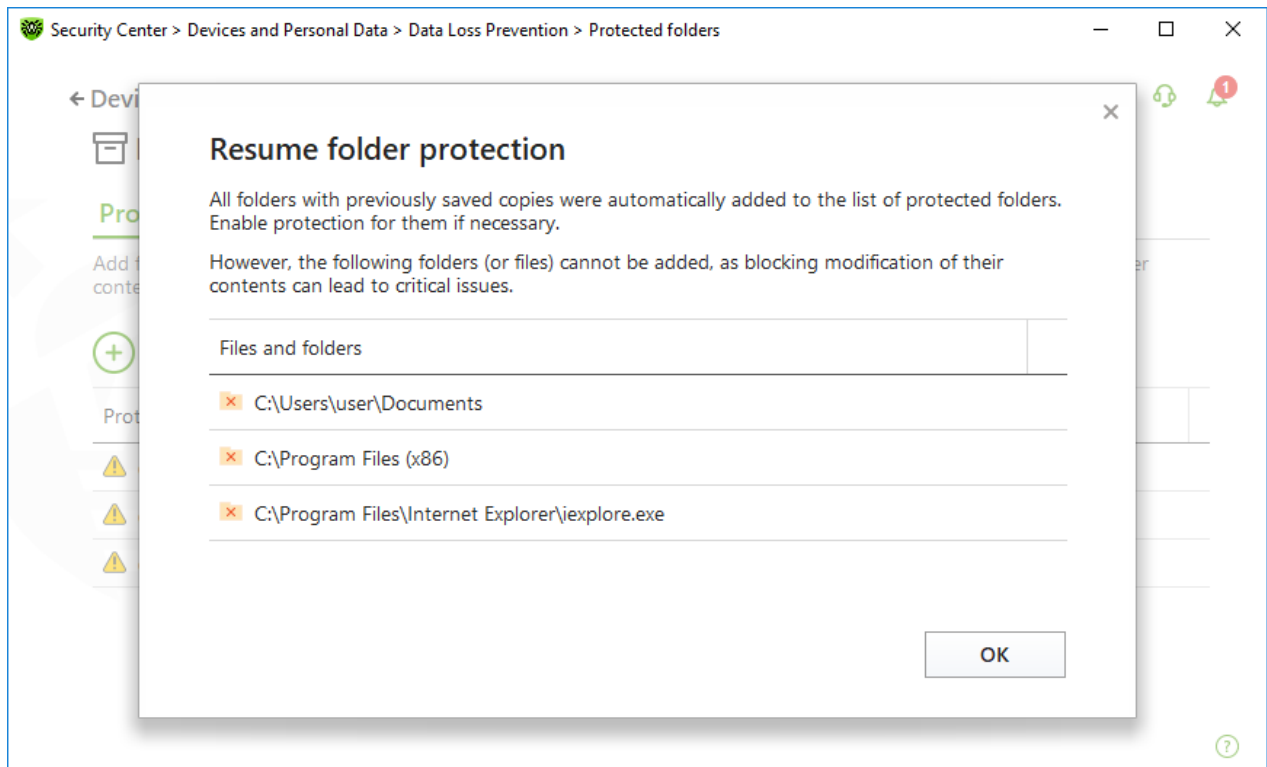 Security Center > Devices and Personal Data > Data Loss Prevention > Protected folders
1
Resume folder protection
All folders with previously saved copies were automatically added to the list of protected folders.
Enable protection for them if necessary.
However, the following folders (or files) cannot be added, as blocking modification of their
contents can lead to critical issues.
Files and folders
C:\Users\user\Documents
C:\Program Files (x86)
C:\Program Files\Internet Explorer\iexplore.exe
OK
Devi
Pro
Add f
conte
er
Prot
?